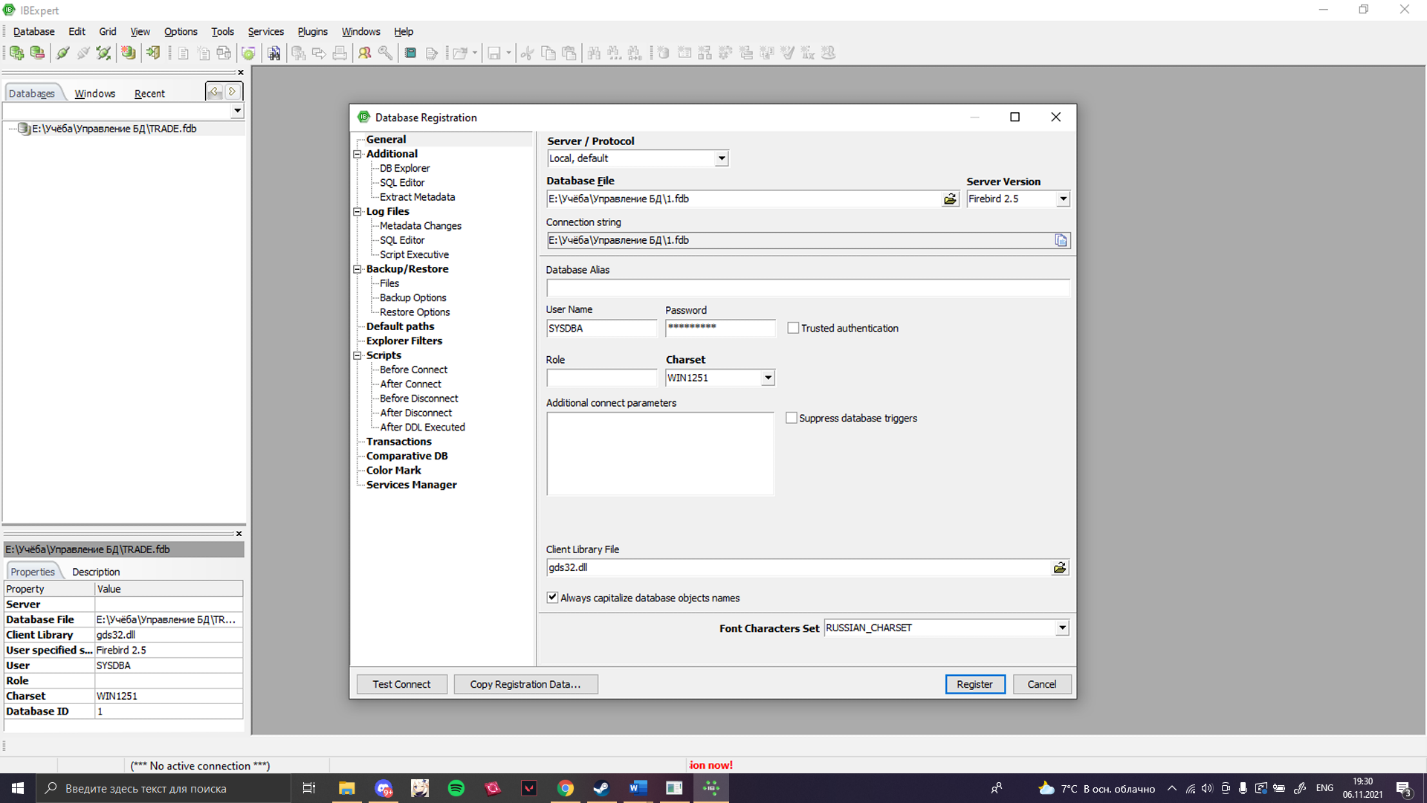 IBExpert
Database Edit Grid View Options Tools Services Plugins Windows Help
Databases Windows Recent
E:\Учёба\Управление БД\TRADE.fdb
Database Registration
General
Additional
DB Explorer
SQL Editor
Extract Metadata
Log Files
Metadata Changes
SQL Editor
Script Executive
Backup/Restore
Files
Backup Options
Restore Options
Default paths
Explorer Filters
Scripts
Before Connect
After Connect
Before Disconnect
After Disconnect
After DDL Executed
Transactions
Comparative DB
Color Mark
Services Manager
Server / Protocol
Local, default
Database File Server Version
E:\Учёба\Управление БД\1.fdb Firebird 2.5
Connection string
E:\Учёба\Управление БД\1.fdb
Database Alias
User Name Password
SYSDBA ********* Trusted authentication
Role Charset
WIN1251
Additional connect parameters
Suppress database triggers
Client Library File
gds32.dll
Always capitalize database objects names
Font Characters Set RUSSIAN_CHARSET
Test Connect Copy Registration Data... Register Cancel
E:\Учёба\Управление БД\TRADE.fdb
Properties Description
Property Value
Server
Database File E:\Учёба\Управление БД\TR...
Client Library gds32.dll
User specified s... Firebird 2.5
User SYSDBA
Role
Charset WIN1251
Database ID 1
(*** No active connection ***) ion now!
Введите здесь текст для поиска 7°C В осн. облачно ENG 19:30
06.11.2021 3